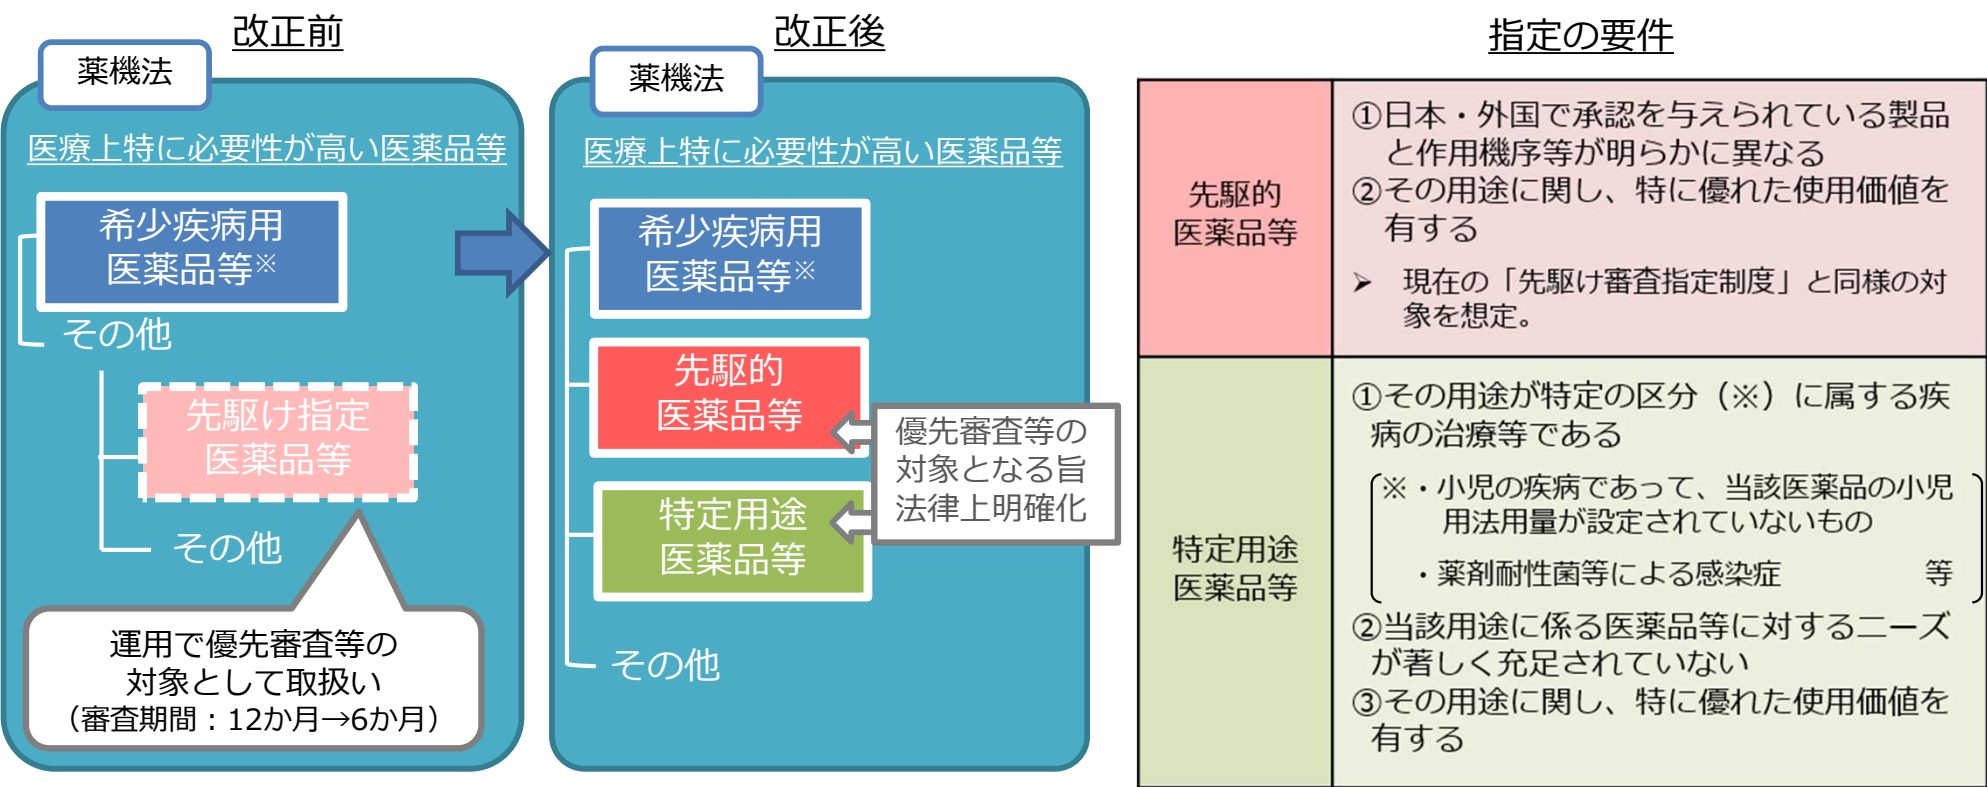 改正前
薬機法
医療上特に必要性が高い医薬品等
希少疾病用
医薬品等※
その他
先駆け指定
医薬品等
その他
運用で優先審査等の
対象として取扱い
（審査期間：12か月→6か月）
改正後
薬機法
医療上特に必要性が高い医薬品等
希少疾病用
医薬品等※
先駆的
医薬品等
特定用途
医薬品等
その他
優先審査等の
対象となる旨
法律上明確化
指定の要件
先駆的
医薬品等
①日本・外国で承認を与えられている製品
と作用機序等が明らかに異なる
②その用途に関し、特に優れた使用価値を
有する
➢ 現在の「先駆け審査指定制度」と同様の対
象を想定。
特定用途
医薬品等
①その用途が特定の区分（※）に属する疾
病の治療等である
※・小児の疾病であって、当該医薬品の小児
用法用量が設定されていないもの
・薬剤耐性菌等による感染症 等
②当該用途に係る医薬品等に対するニーズ
が著しく充足されていない
③その用途に関し、特に優れた使用価値を
有する